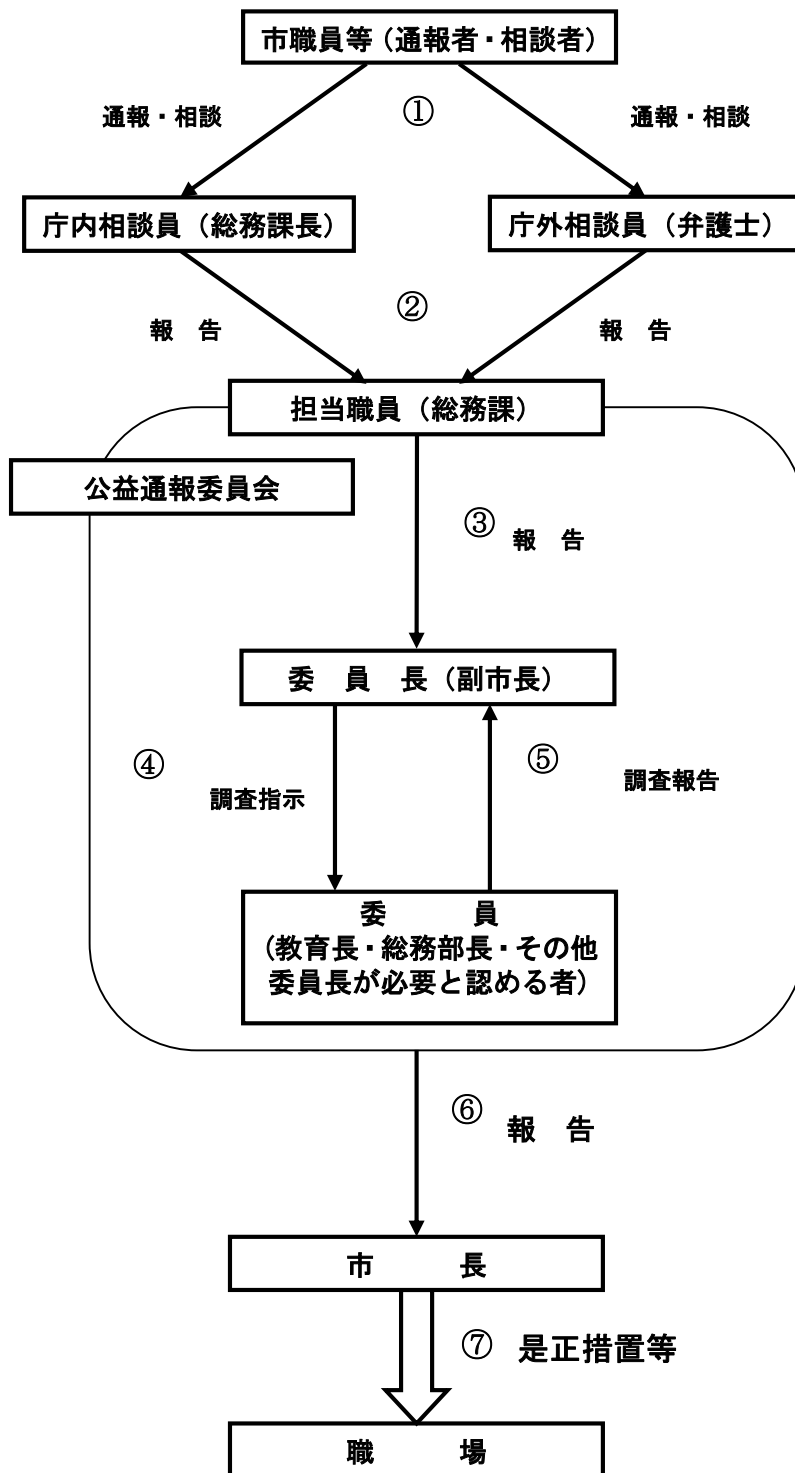 市職員等（通報者・相談者）
通報・相談
①
通報・相談
庁内相談員（総務課長）
庁外相談員（弁護士）
②
報　告
報　告
担当職員（総務課）
公益通報委員会
③
報　告
委　員　長（副市長）
④
⑤
調査指示
調査報告
委　　　員
（教育長・総務部長・その他
委員長が必要と認める者）
⑥
報　告
市　　　長
⑦
是正措置等
職　　　場